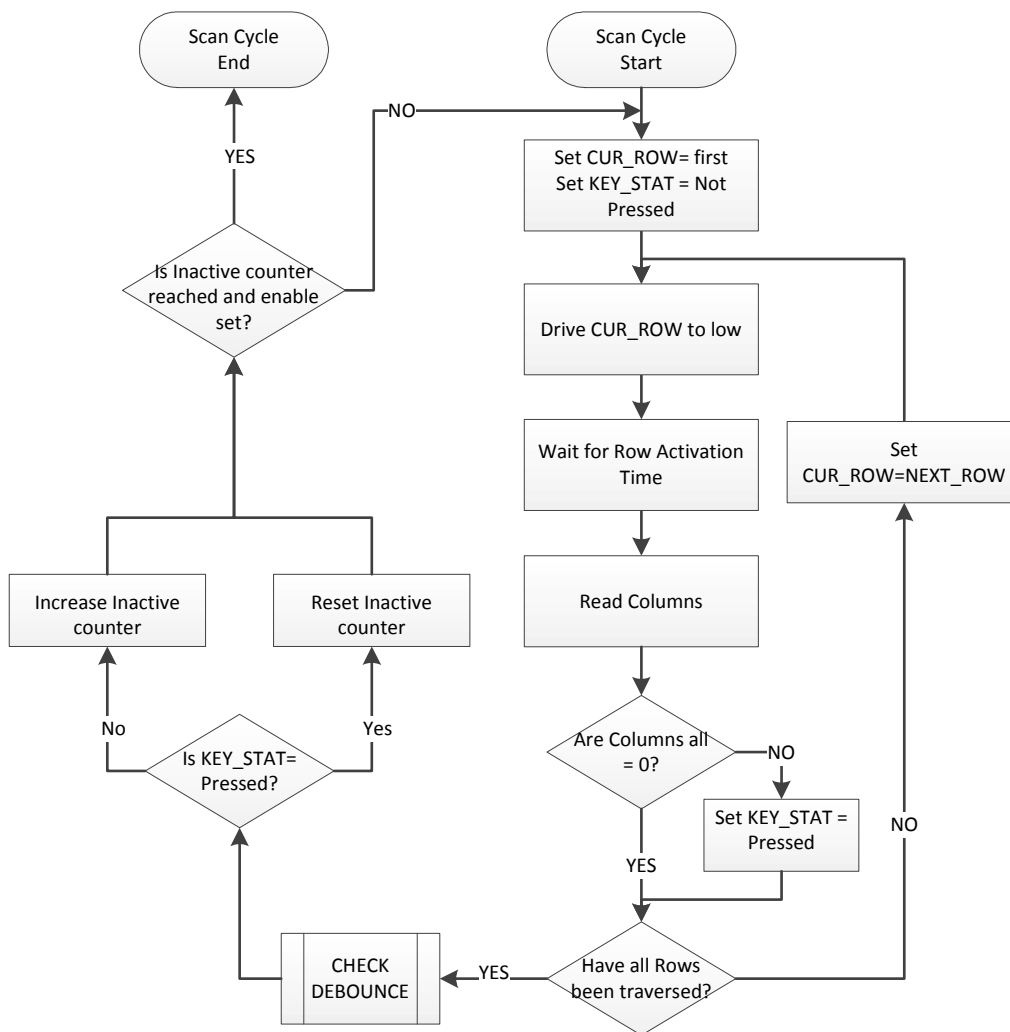 Scan Cycle
End
Scan Cycle
Start
NO
YES
Set CUR_ROW= first
Set KEY_STAT = Not
Pressed
Is Inactive counter
reached and enable
set?
Drive CUR_ROW to low
Wait for Row Activation
Time
Set
CUR_ROW=NEXT_ROW
Increase Inactive
counter
Reset Inactive
counter
Read Columns
No
Yes
Is KEY_STAT=
Pressed?
Are Columns all
= 0?
NO
Set KEY_STAT =
Pressed
NO
YES
CHECK
DEBOUNCE
YES
Have all Rows
been traversed?